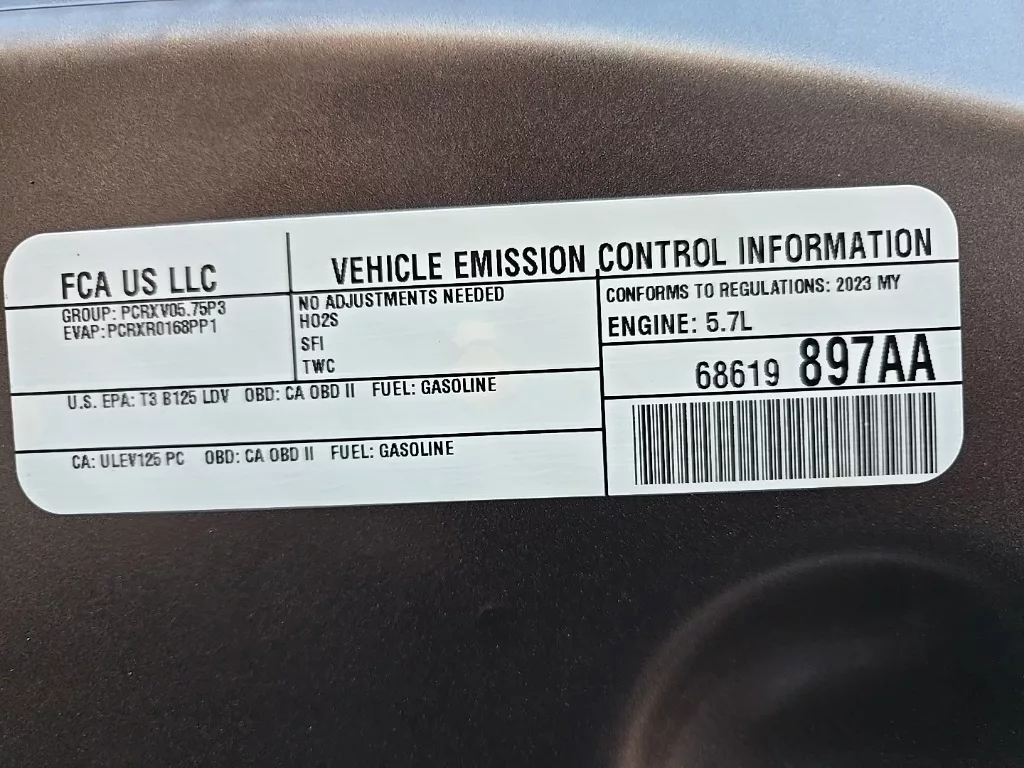 FCA US LLC
VEHICLE EMISSION CONTROL INFORMATION
GROUP: PCRXV05.75P3
EVAP: PCRXR0168PP1
NO ADJUSTMENTS NEEDED
HO2S
SFI
TWC
CONFORMS TO REGULATIONS: 2023 MY
ENGINE: 5.7L
68619 897AA
U.S. EPA: T3 B125 LDV OBD: CA OBD II FUEL: GASOLINE
CA: ULEV125 PC OBD: CA OBD II FUEL: GASOLINE